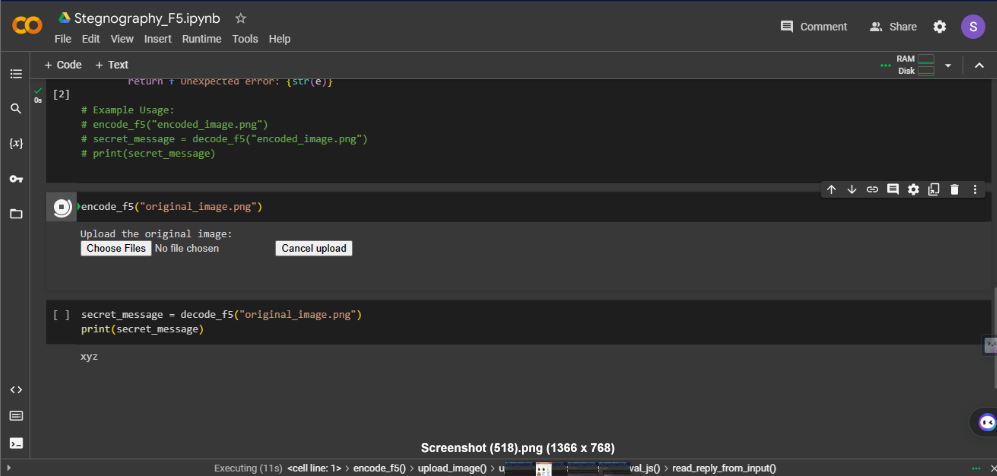 Stegnography_F5.ipynb
Comment
Share
S
File Edit View Insert Runtime Tools Help
+ Code + Text
RAM
Disk
return f"Unexpected error: {str(e)}
[2]
0s
# Example Usage:
# encode_f5("encoded_image.png")
# secret_message = decode_f5("encoded_image.png")
# print(secret_message)
{x}
encode_f5("original_image.png")
Upload the original image:
Choose Files No file chosen Cancel upload
[ ] secret_message = decode_f5("original_image.png")
print(secret_message)
xyz
Screenshot (518).png (1366 x 768)
Executing (11s) <cell line: 1> > encode_f5() > upload_image() > u val_js() > read_reply_from_input()